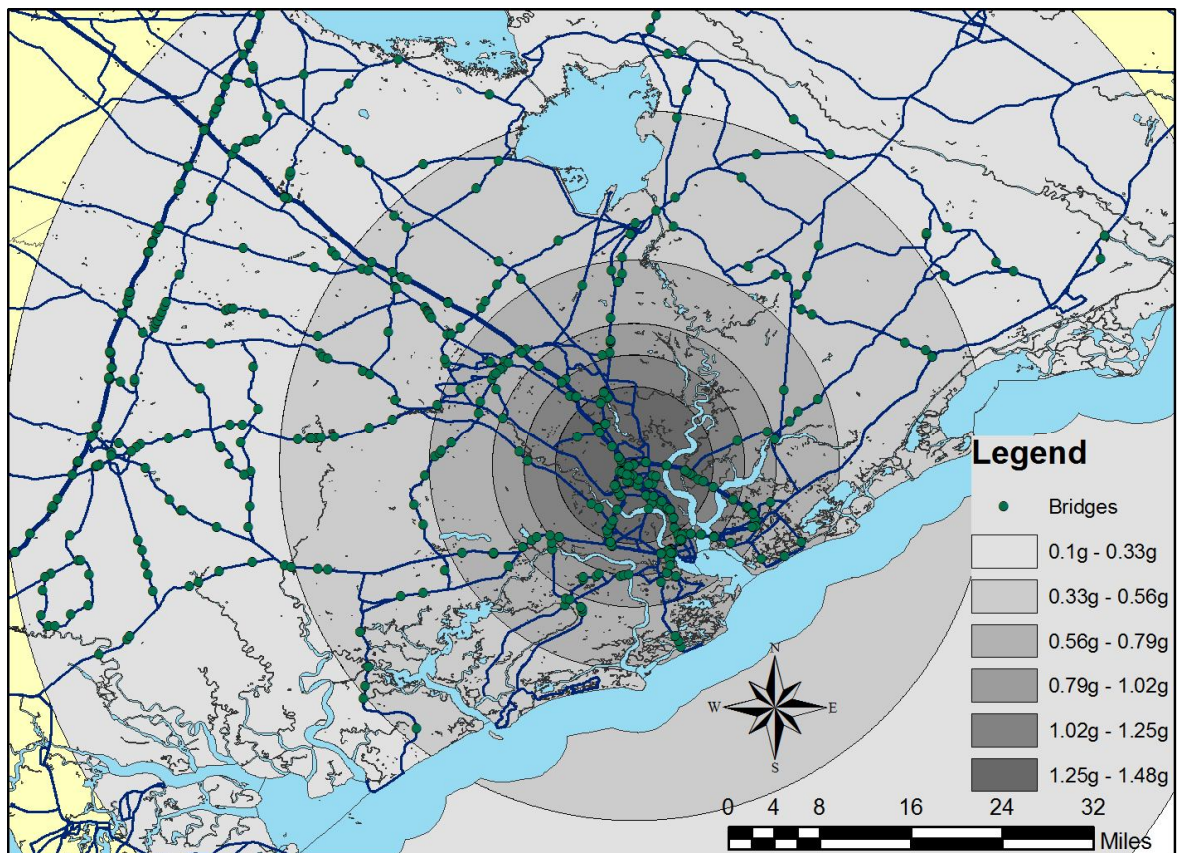 Legend
Bridges
0.1g - 0.33g
0.33g - 0.56g
0.56g - 0.79g
0.79g - 1.02g
1.02g - 1.25g
1.25g - 1.48g
N
W E
S
0 4 8 16 24 32
Miles